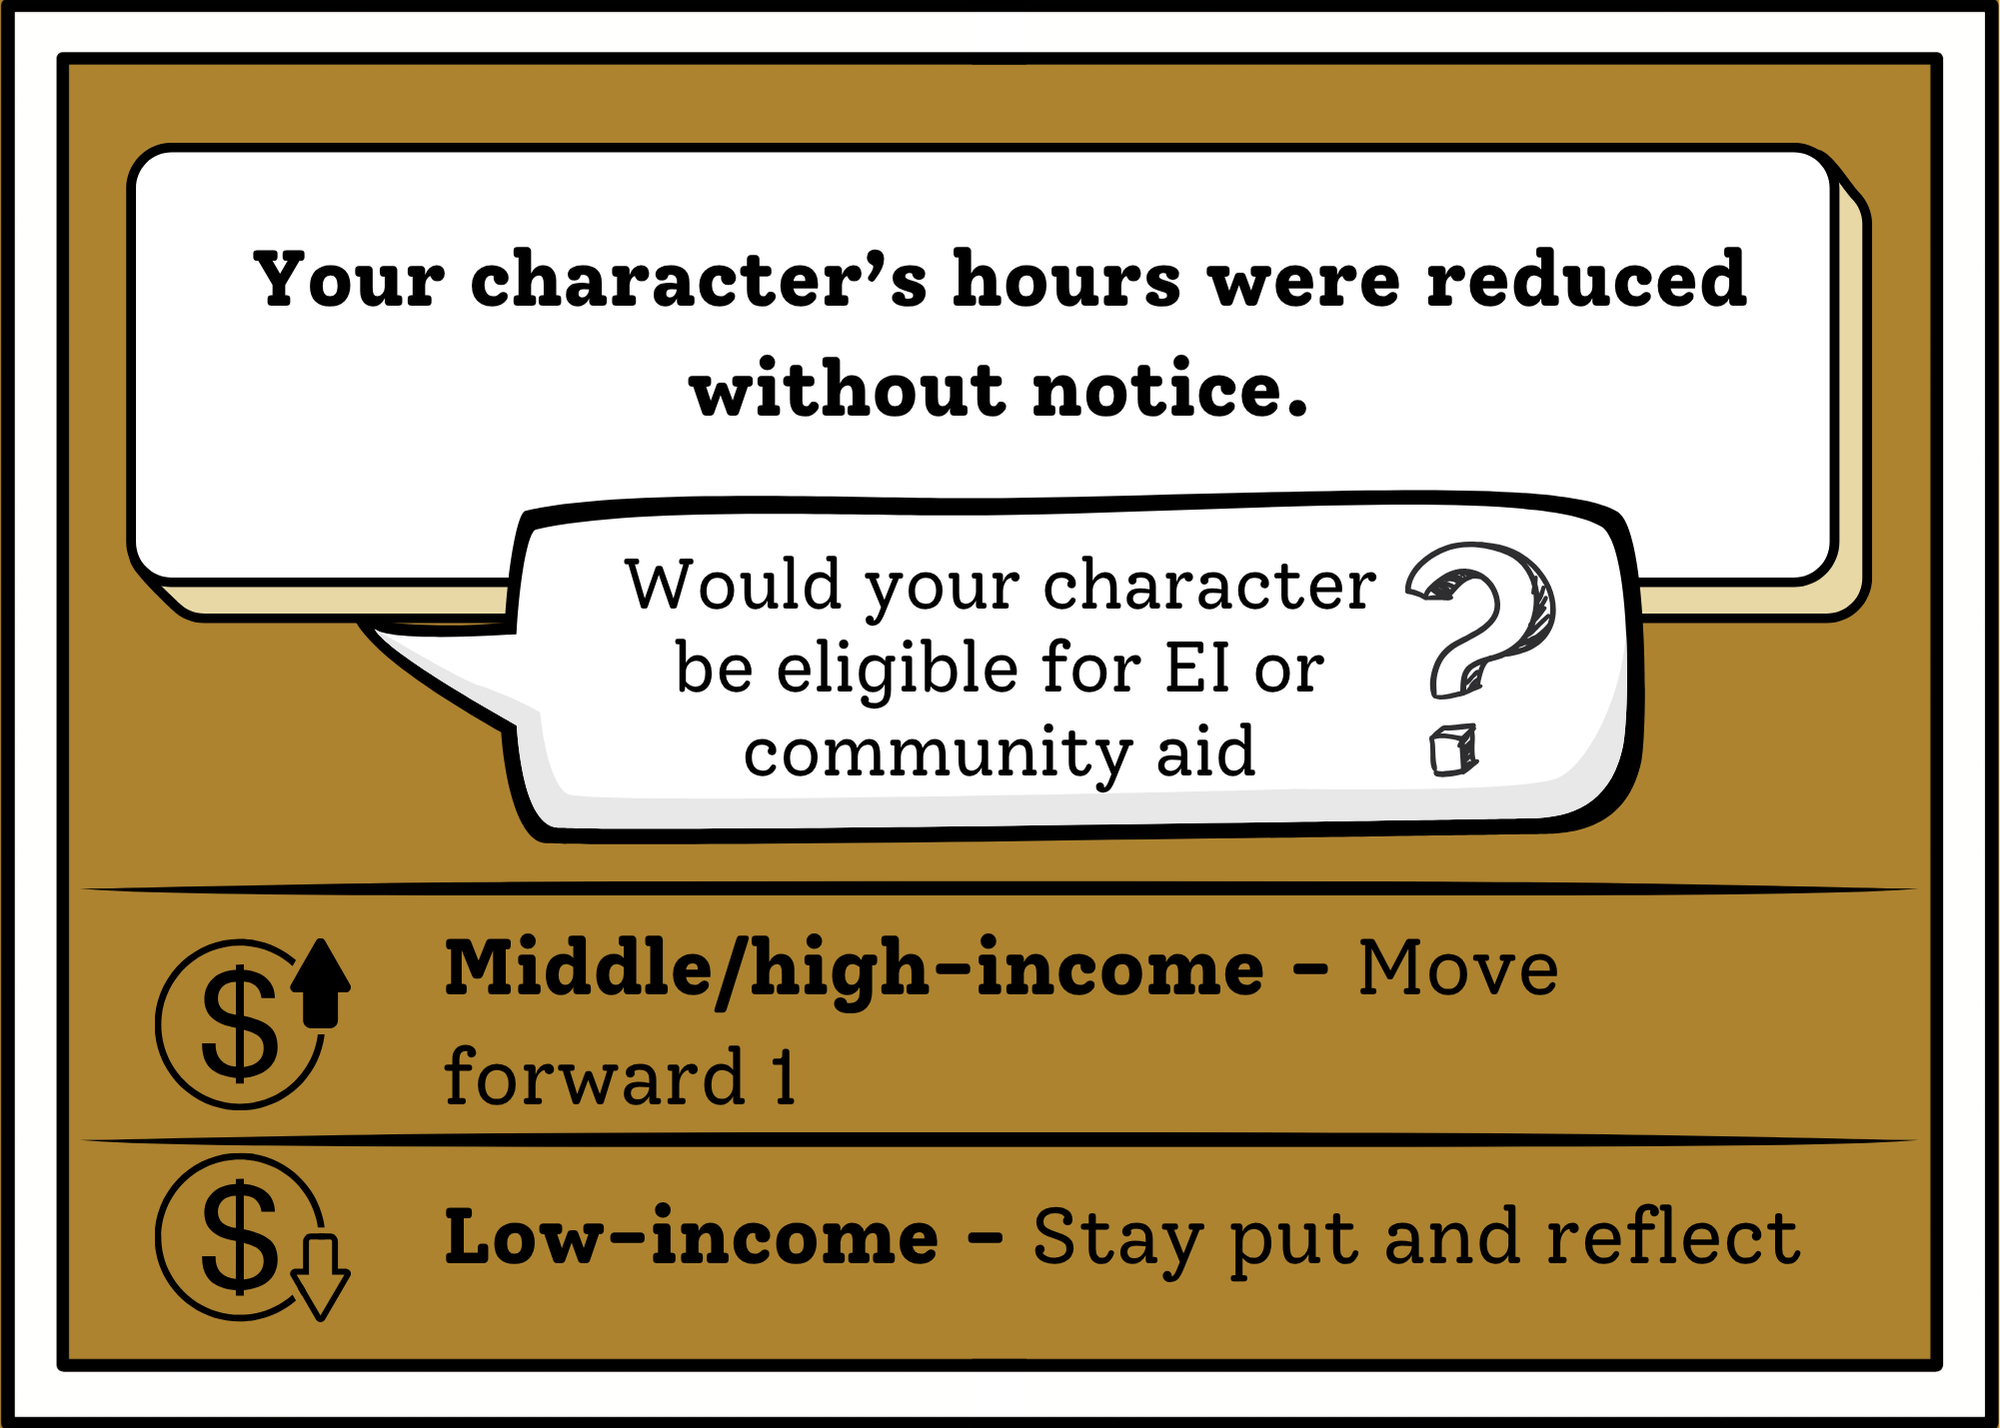 Your character’s hours were reduced
without notice.
Would your character
be eligible for EI or
community aid
?
$
Middle/high-income - Move
forward 1
$
Low-income - Stay put and reflect